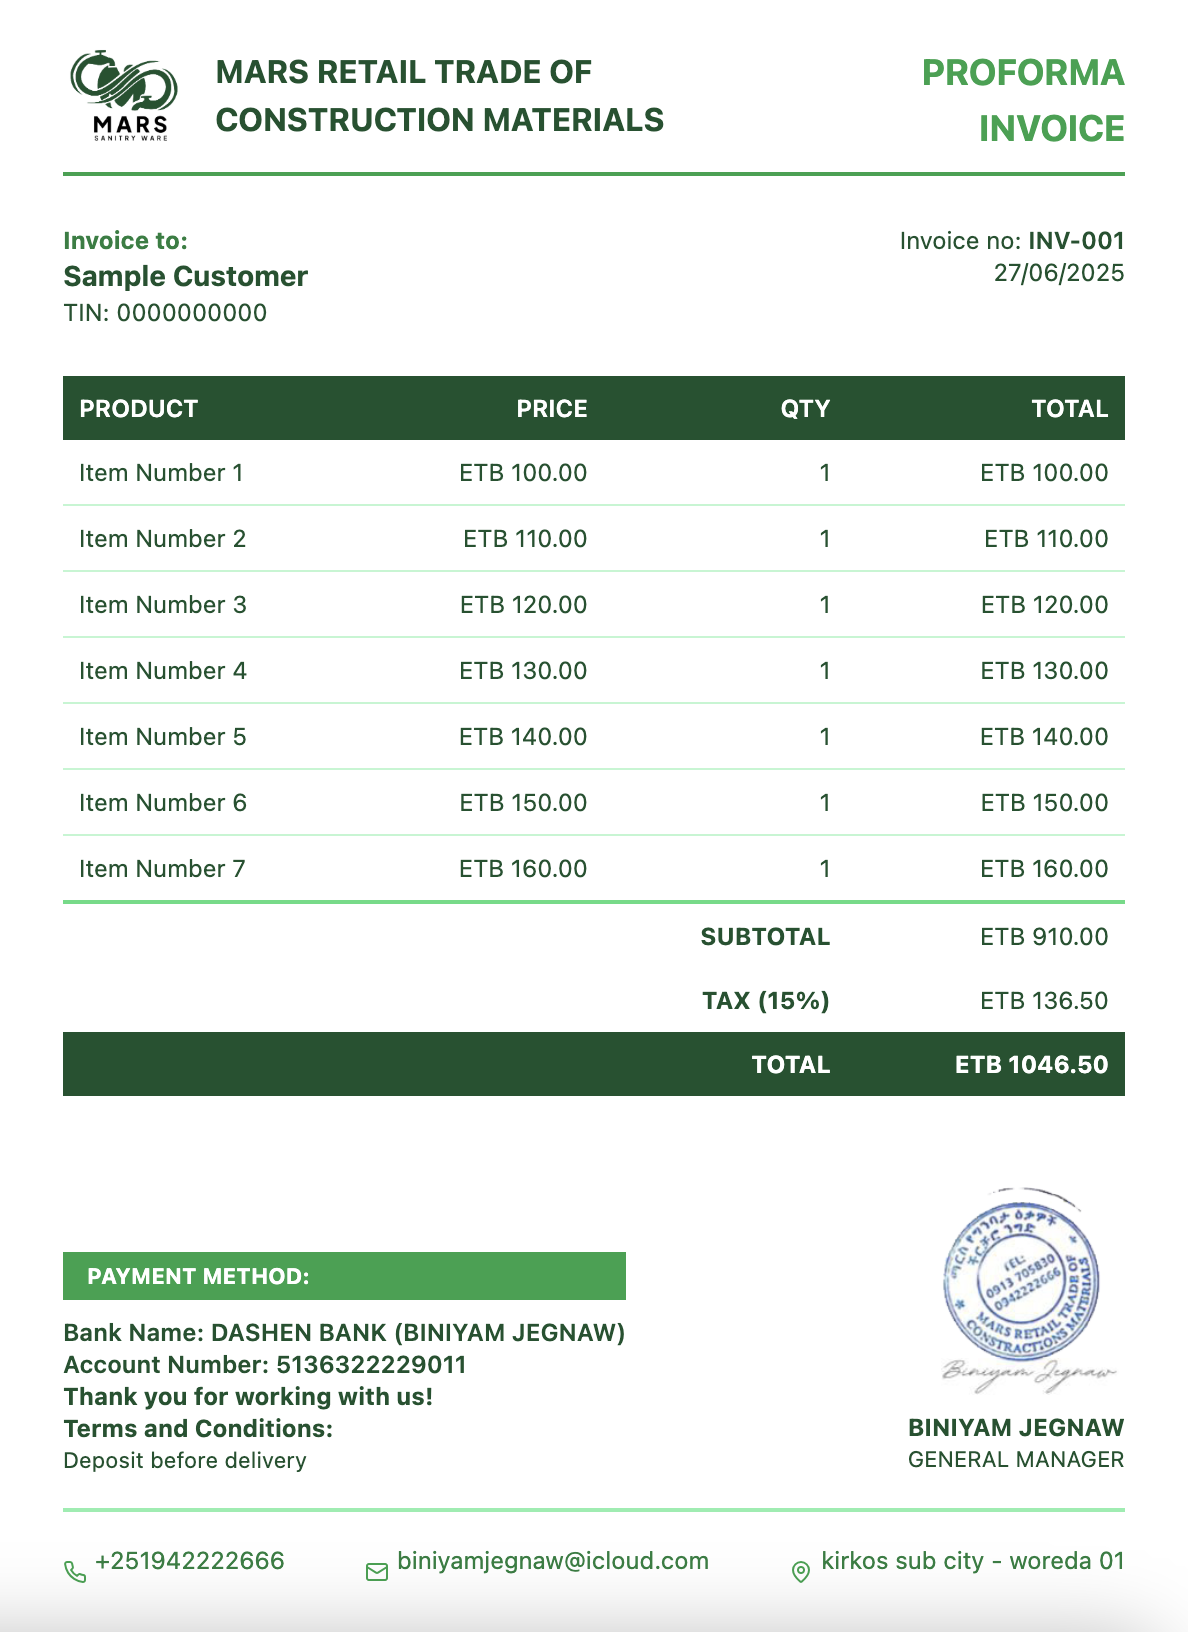 MARS
SANITRY WARE
MARS RETAIL TRADE OF
CONSTRUCTION MATERIALS
PROFORMA
INVOICE
Invoice to:
Sample Customer
TIN: 0000000000
Invoice no: INV-001
27/06/2025
PRODUCT PRICE QTY TOTAL
Item Number 1 ETB 100.00 1 ETB 100.00
Item Number 2 ETB 110.00 1 ETB 110.00
Item Number 3 ETB 120.00 1 ETB 120.00
Item Number 4 ETB 130.00 1 ETB 130.00
Item Number 5 ETB 140.00 1 ETB 140.00
Item Number 6 ETB 150.00 1 ETB 150.00
Item Number 7 ETB 160.00 1 ETB 160.00
SUBTOTAL ETB 910.00
TAX (15%) ETB 136.50
TOTAL ETB 1046.50
PAYMENT METHOD:
Bank Name: DASHEN BANK (BINIYAM JEGNAW)
Account Number: 5136322229011
Thank you for working with us!
Terms and Conditions:
Deposit before delivery
ማርስ የግንባታ ዕቃዎች
ችርቻሮ ንግድ
TEL:
0913 705830
0942222666
MARS RETAIL TRADE OF
CONSTRACTIONS MATERIALS
Biniyam Jegnaw
BINIYAM JEGNAW
GENERAL MANAGER
+251942222666
biniyamjegnaw@icloud.com
kirkos sub city - woreda 01